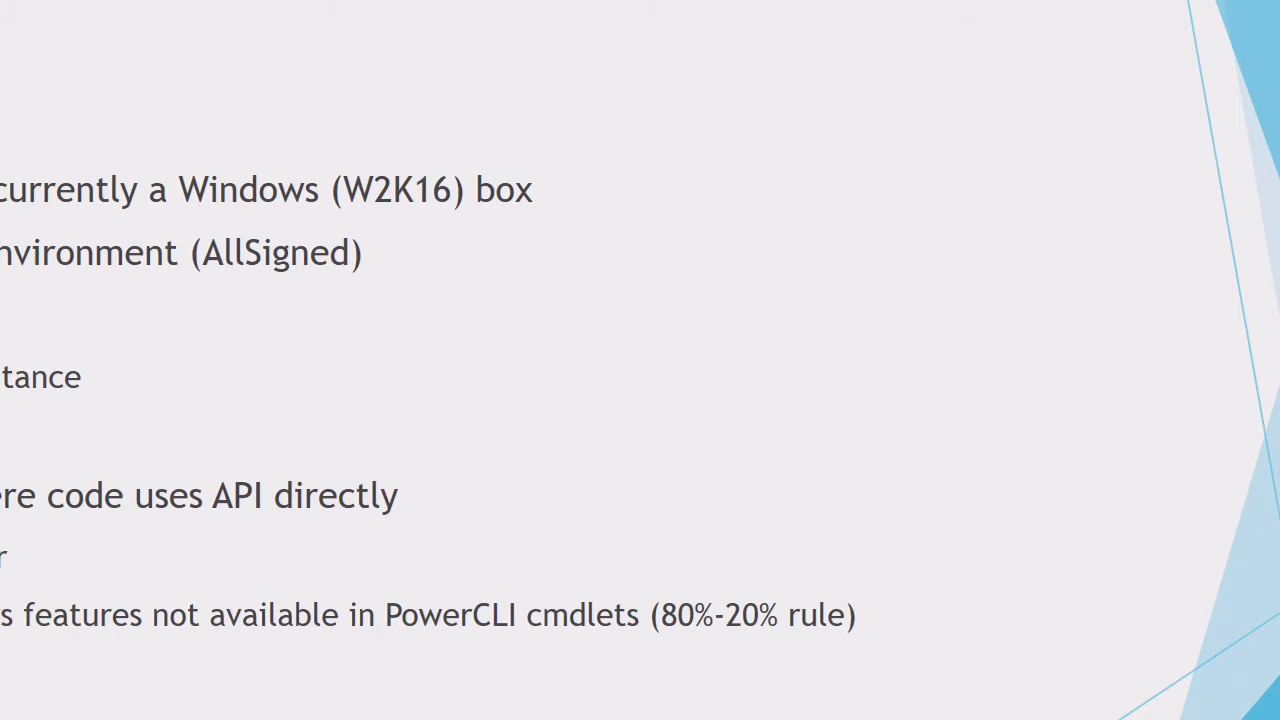 currently a Windows (W2K16) box
nvironment (AllSigned)
tance
ere code uses API directly
r
s features not available in PowerCLI cmdlets (80%-20% rule)